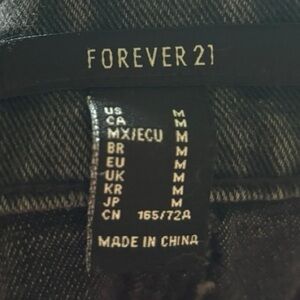 FOREVER 21
US M
CA M
MX/ECU M
BR M
EU M
UK M
KR M
JP M
CN 165/72A
MADE IN CHINA